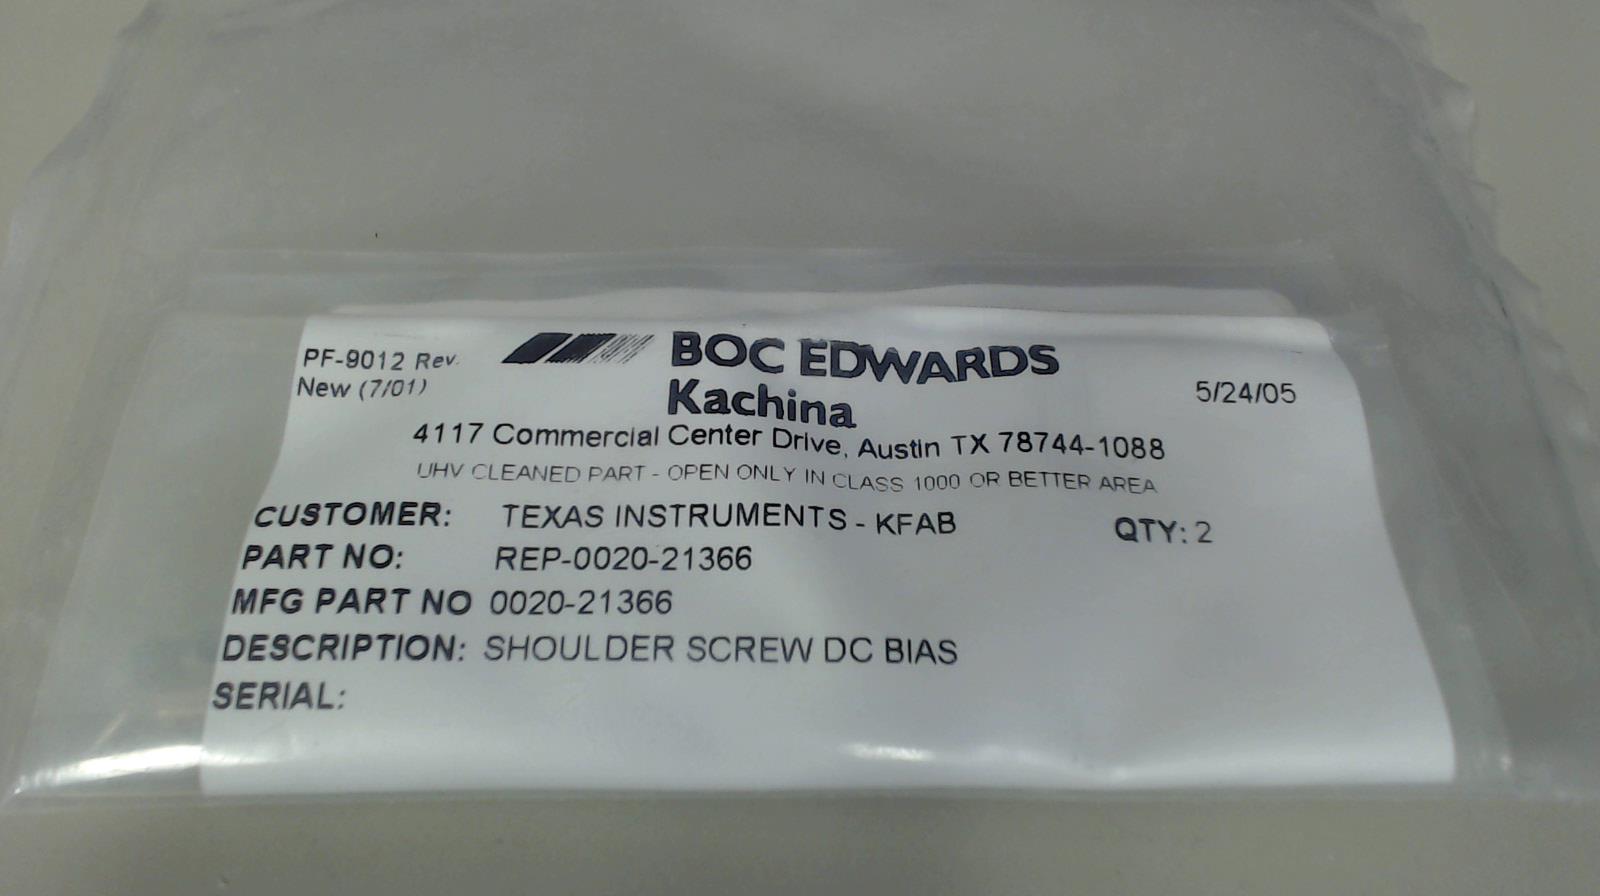 PF-9012 Rev.
New (7/01)
BOC EDWARDS
Kachina
5/24/05
4117 Commercial Center Drive, Austin TX 78744-1088
UHV CLEANED PART - OPEN ONLY IN CLASS 1000 OR BETTER AREA
CUSTOMER: TEXAS INSTRUMENTS - KFAB QTY: 2
PART NO: REP-0020-21366
MFG PART NO 0020-21366
DESCRIPTION: SHOULDER SCREW DC BIAS
SERIAL: